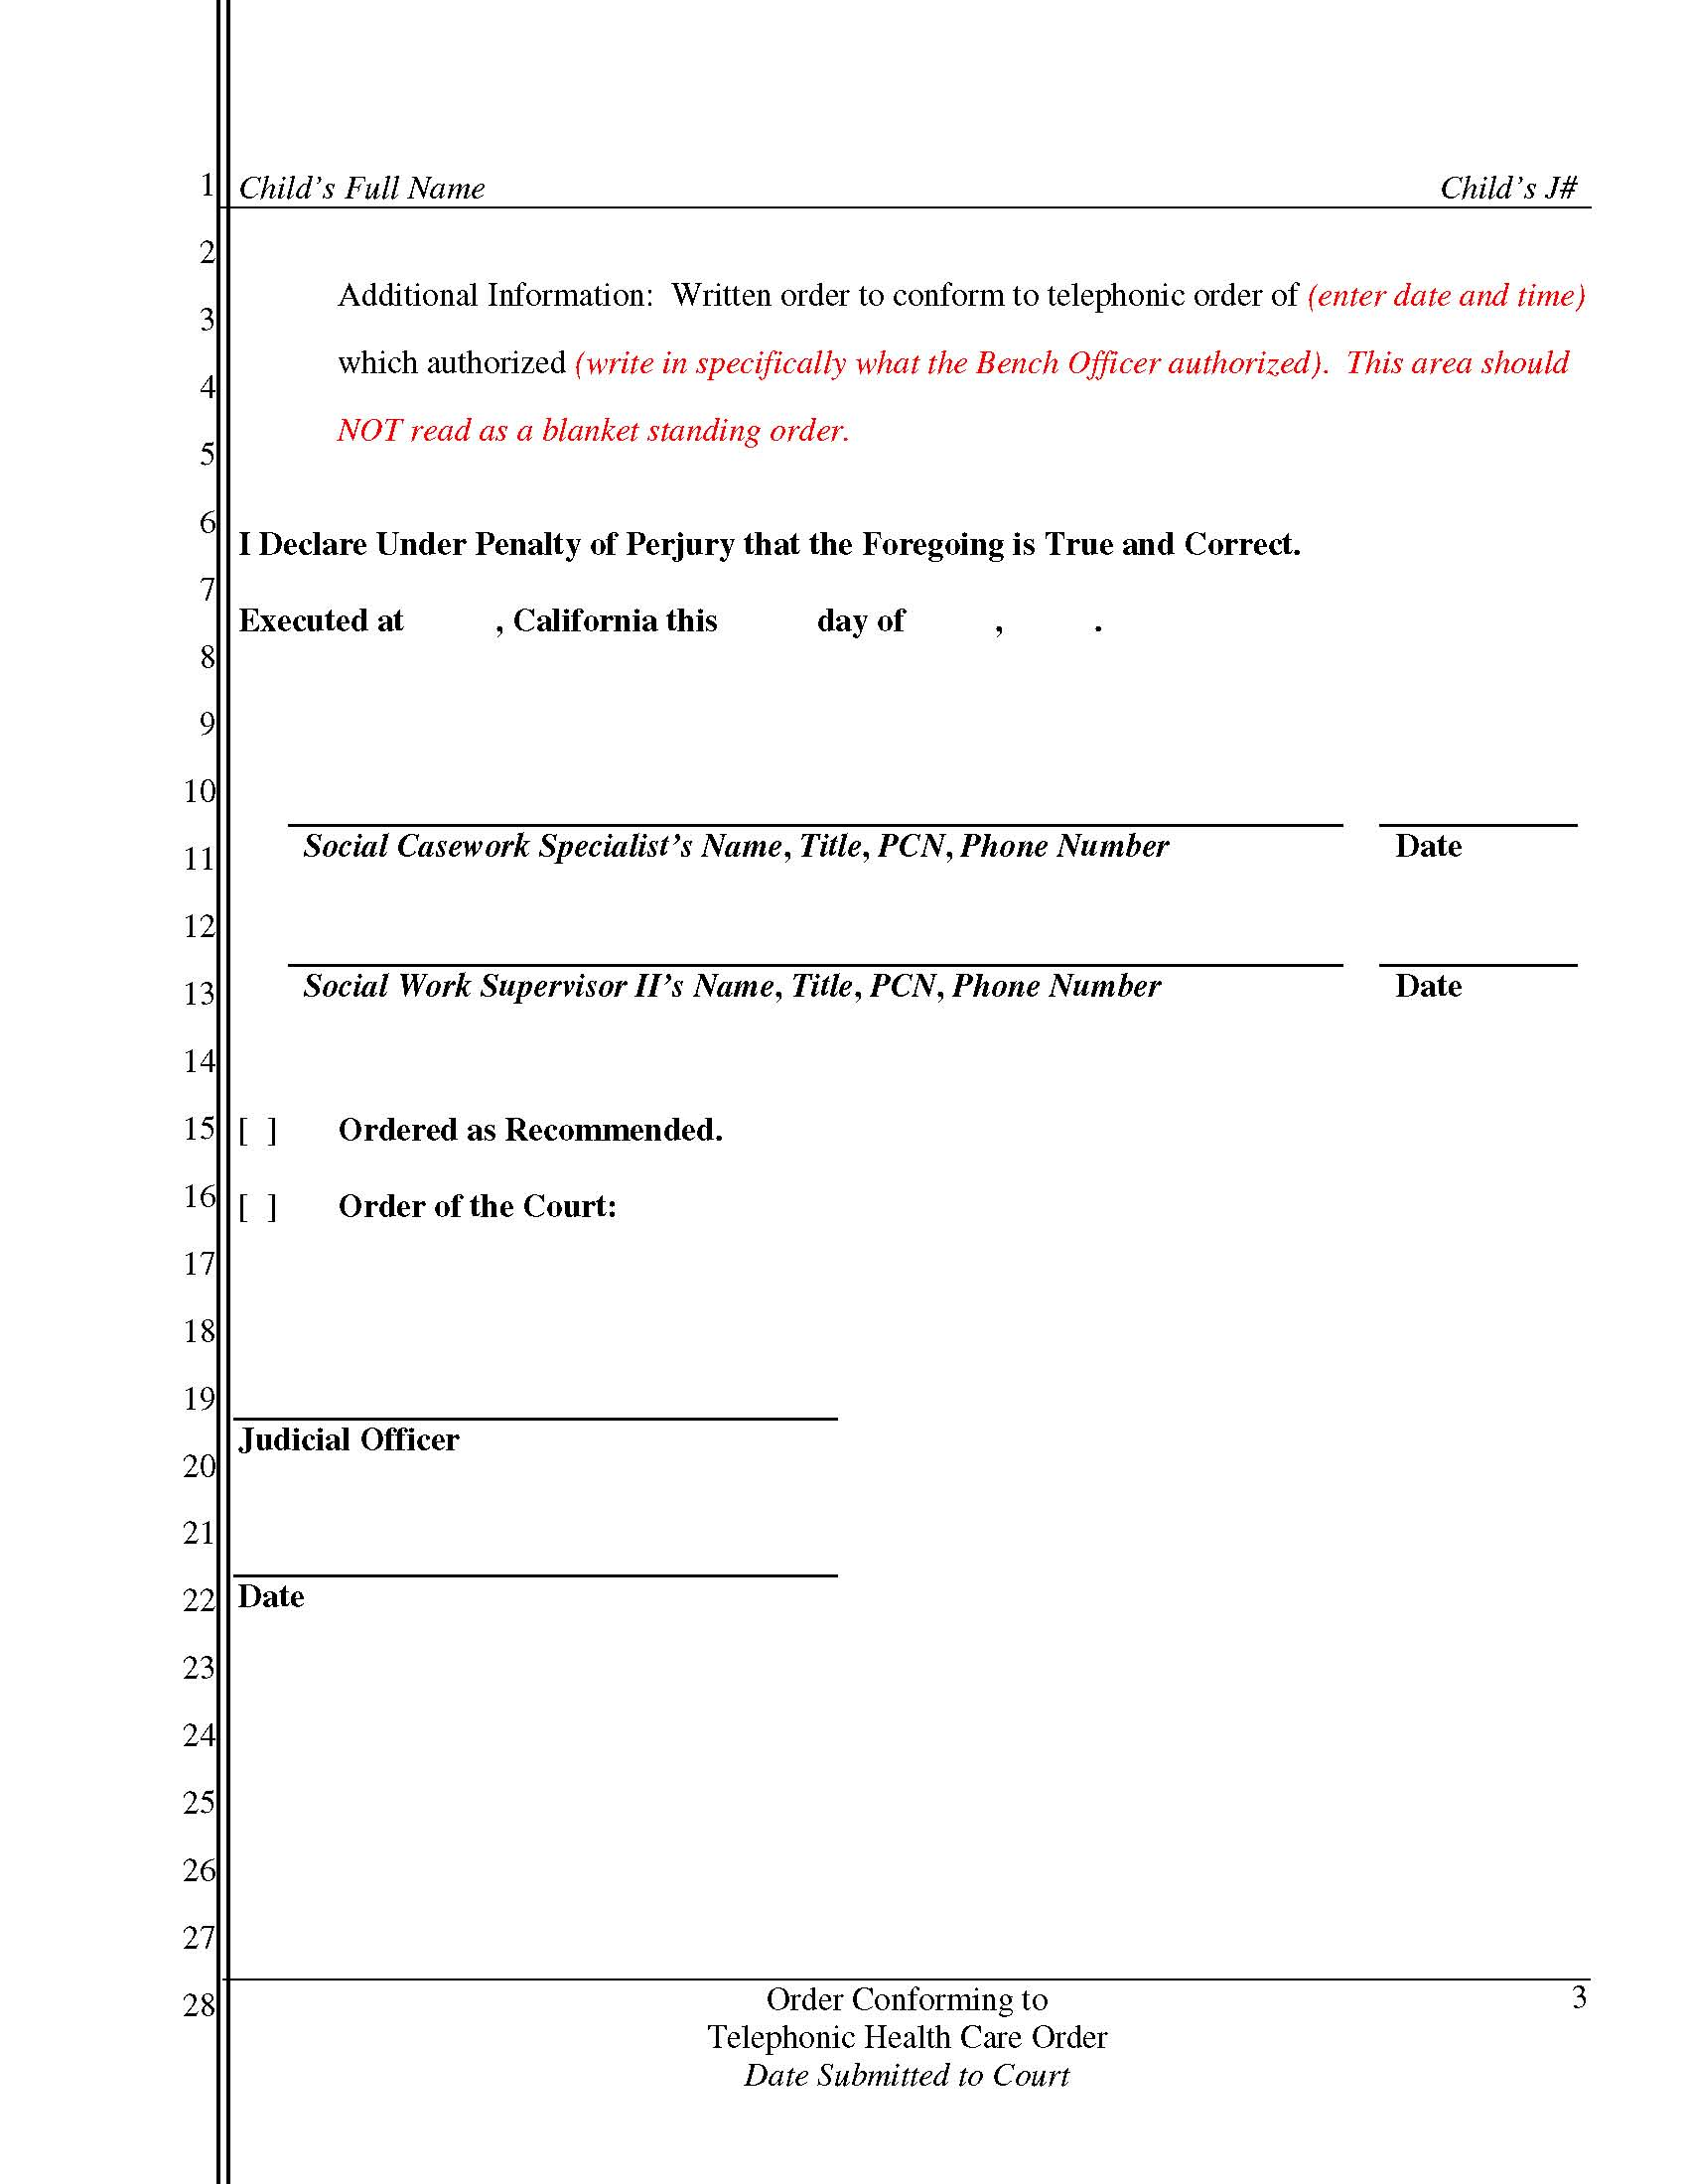 1 Child's Full Name Child's J#
2
Additional Information:  Written order to conform to telephonic order of (enter date and time)
3
which authorized (write in specifically what the Bench Officer authorized).  This area should
4
NOT read as a blanket standing order.
5
6
I Declare Under Penalty of Perjury that the Foregoing is True and Correct.
7
Executed at , California this day of , .
8
9
10
Social Casework Specialist's Name, Title, PCN, Phone Number Date
11
12
Social Work Supervisor II's Name, Title, PCN, Phone Number Date
13
14
15 [ ] Ordered as Recommended.
16 [ ] Order of the Court:
17
18
19
Judicial Officer
20
21
22 Date
23
24
25
26
27
28 Order Conforming to 3
Telephonic Health Care Order
Date Submitted to Court